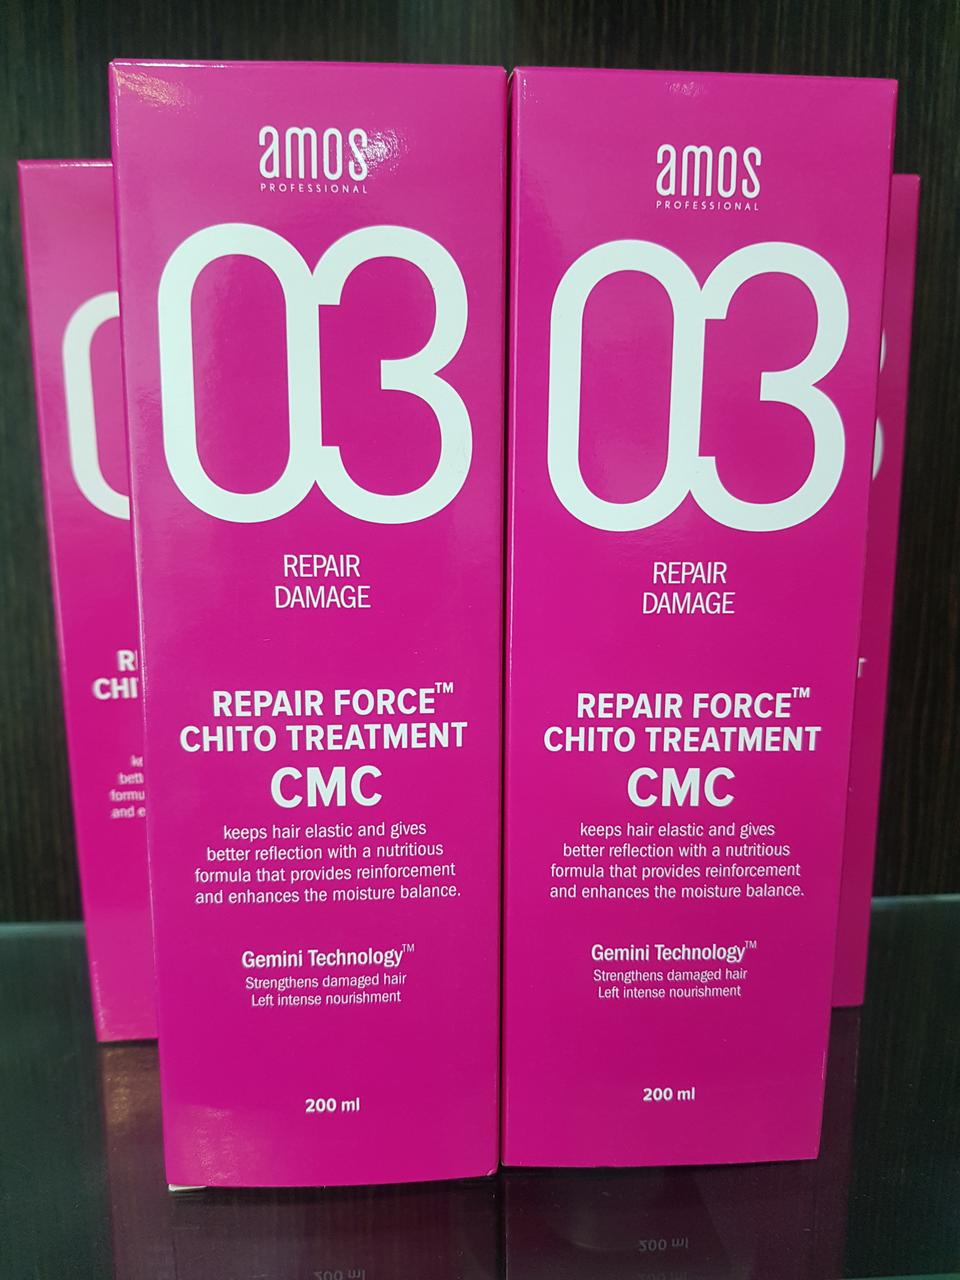 amos
PROFESSIONAL
03
REPAIR
DAMAGE
REPAIR FORCE™
CHITO TREATMENT
CMC
keeps hair elastic and gives
better reflection with a nutritious
formula that provides reinforcement
and enhances the moisture balance.
Gemini Technology™
Strengthens damaged hair
Left intense nourishment
200 ml
amos
PROFESSIONAL
03
REPAIR
DAMAGE
REPAIR FORCE™
CHITO TREATMENT
CMC
keeps hair elastic and gives
better reflection with a nutritious
formula that provides reinforcement
and enhances the moisture balance.
Gemini Technology™
Strengthens damaged hair
Left intense nourishment
200 ml